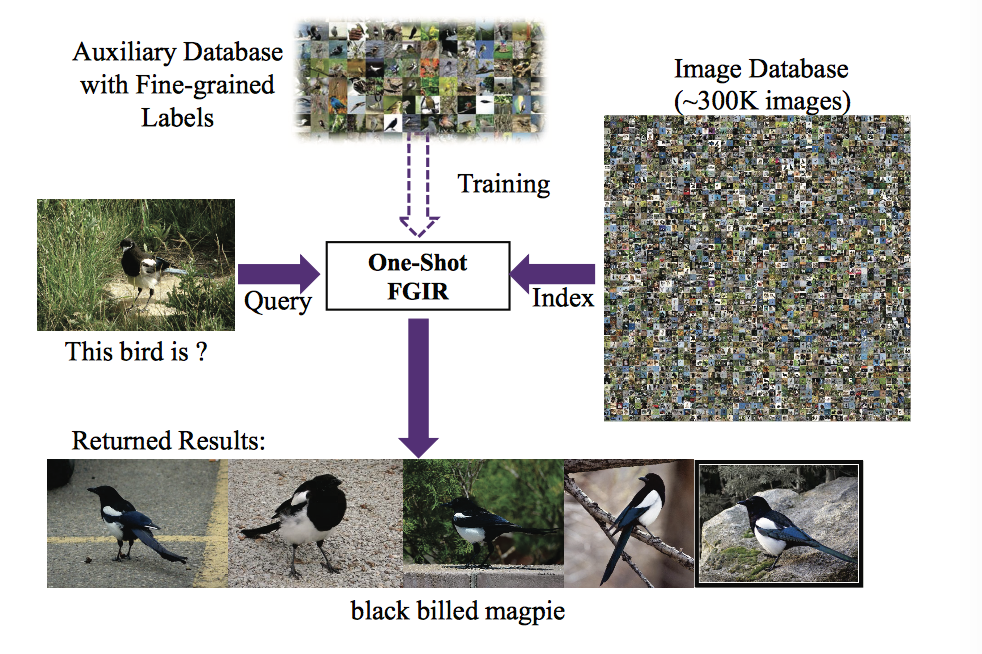 Auxiliary Database
with Fine-grained
Labels
Image Database
(~300K images)
Training
One-Shot
FGIR
Query
Index
This bird is ?
Returned Results:
black billed magpie